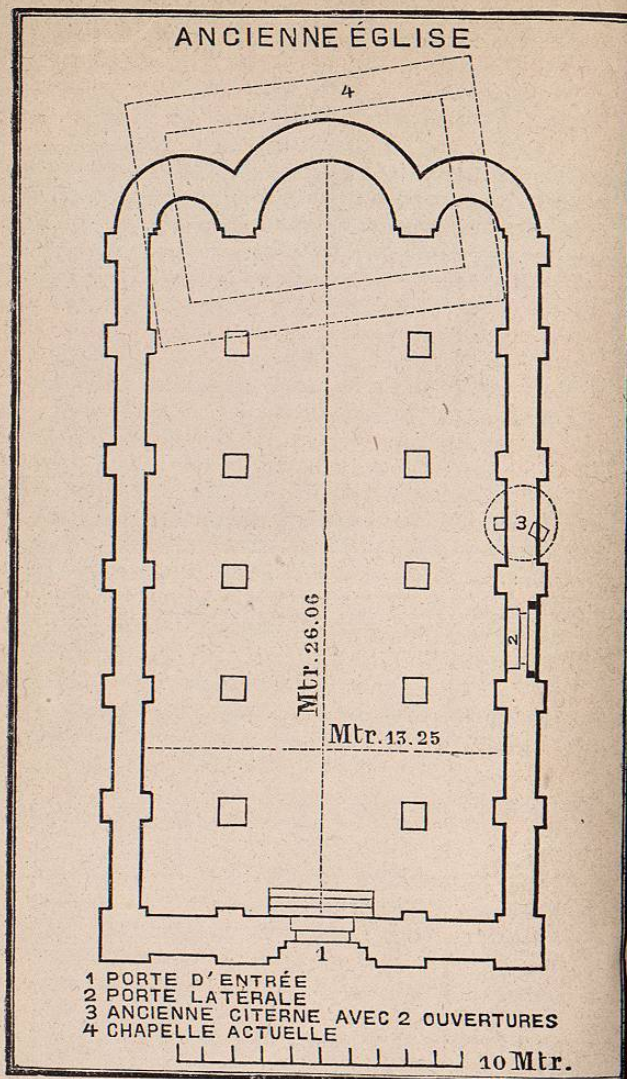 ANCIENNE ÉGLISE
4
3
2
Mtr. 26.06
Mtr. 13.25
1
1 PORTE D'ENTRÉE
2 PORTE LATÉRALE
3 ANCIENNE CITERNE AVEC 2 OUVERTURES
4 CHAPELLE ACTUELLE
10 Mtr.